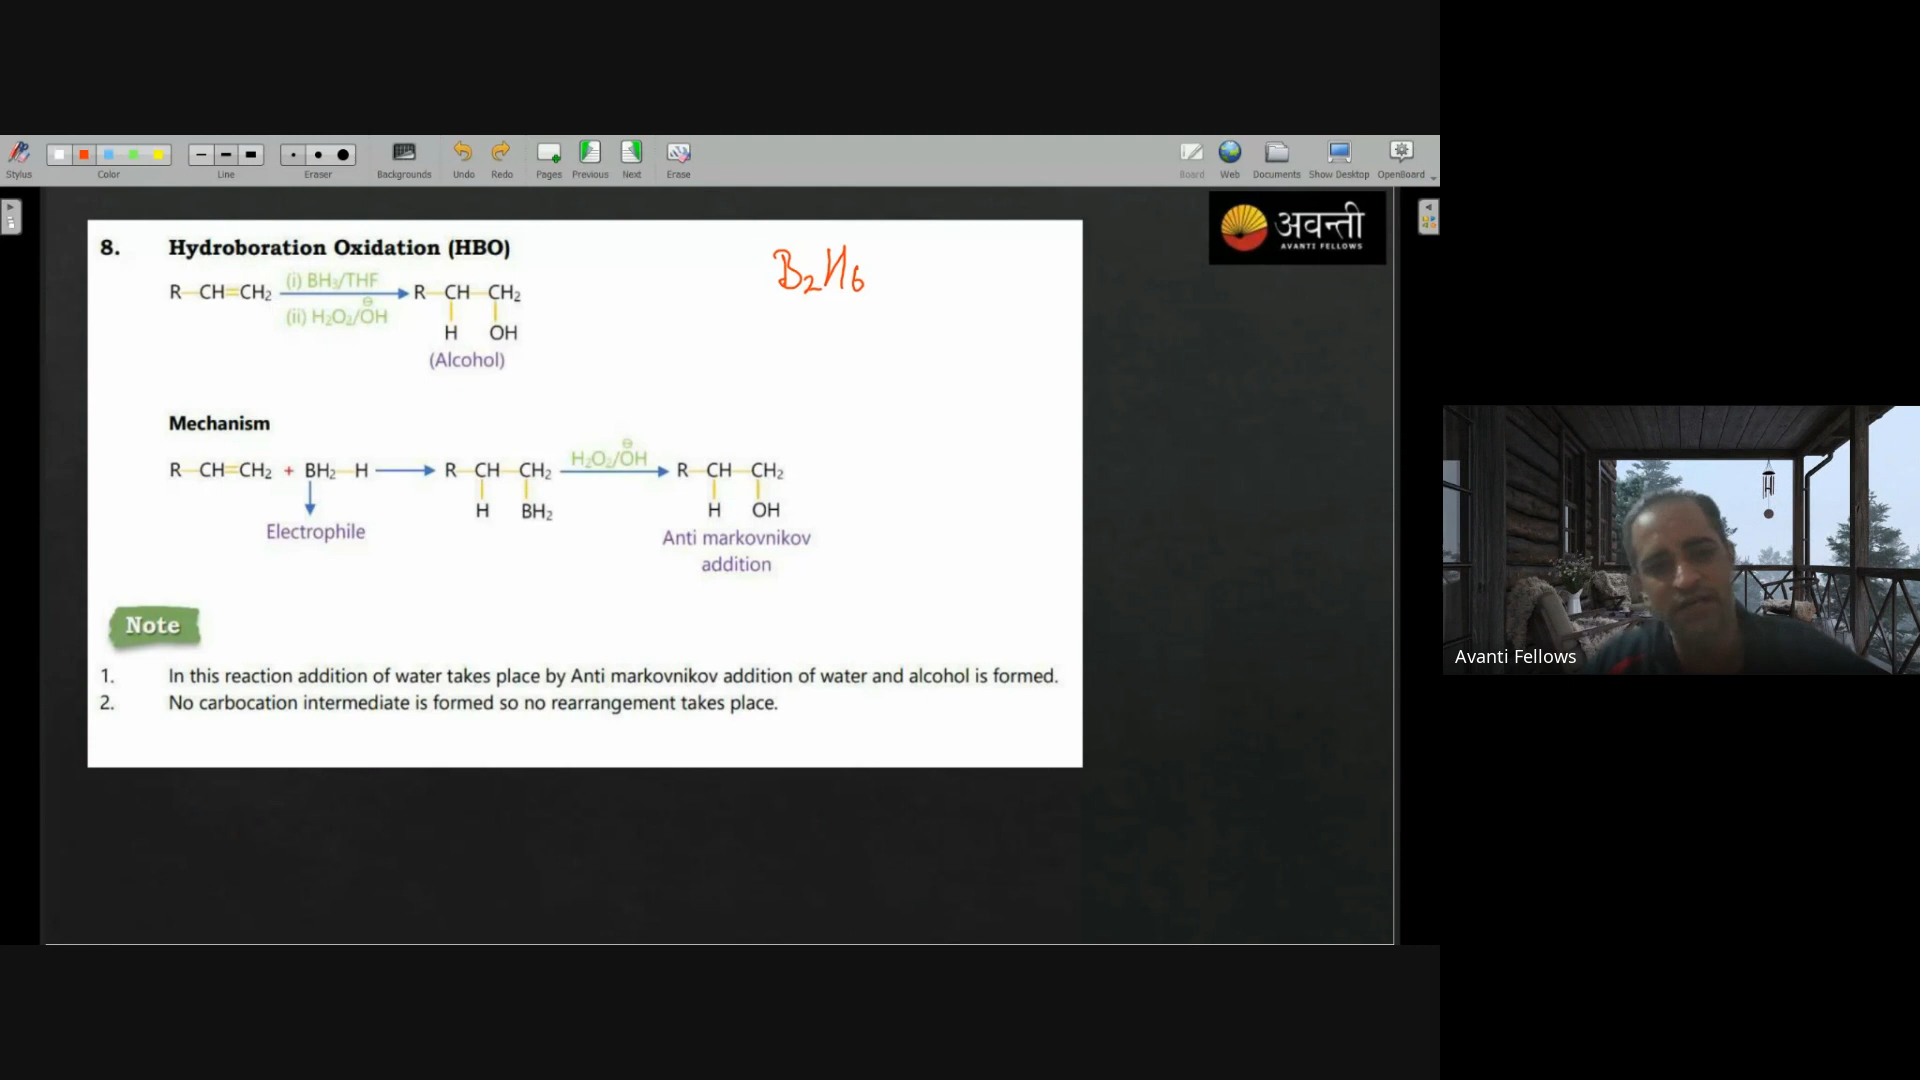 Stylus Color Line Eraser Backgrounds Undo Redo Pages Previous Next Erase Board Web Documents Show Desktop OpenBoard
अवन्ती
AVANTI FELLOWS
8. Hydroboration Oxidation (HBO)
B₂H₆
(i) BH₃/THF
R—CH=CH₂ → R—CH—CH₂
(ii) H₂O₂/OH⊖
H OH
(Alcohol)
Mechanism
H₂O₂/OH⊖
R—CH=CH₂ + BH₂—H → R—CH—CH₂ → R—CH—CH₂
H BH₂ H OH
Electrophile
Anti markovnikov
addition
Note
1. In this reaction addition of water takes place by Anti markovnikov addition of water and alcohol is formed.
2. No carbocation intermediate is formed so no rearrangement takes place.
Avanti Fellows